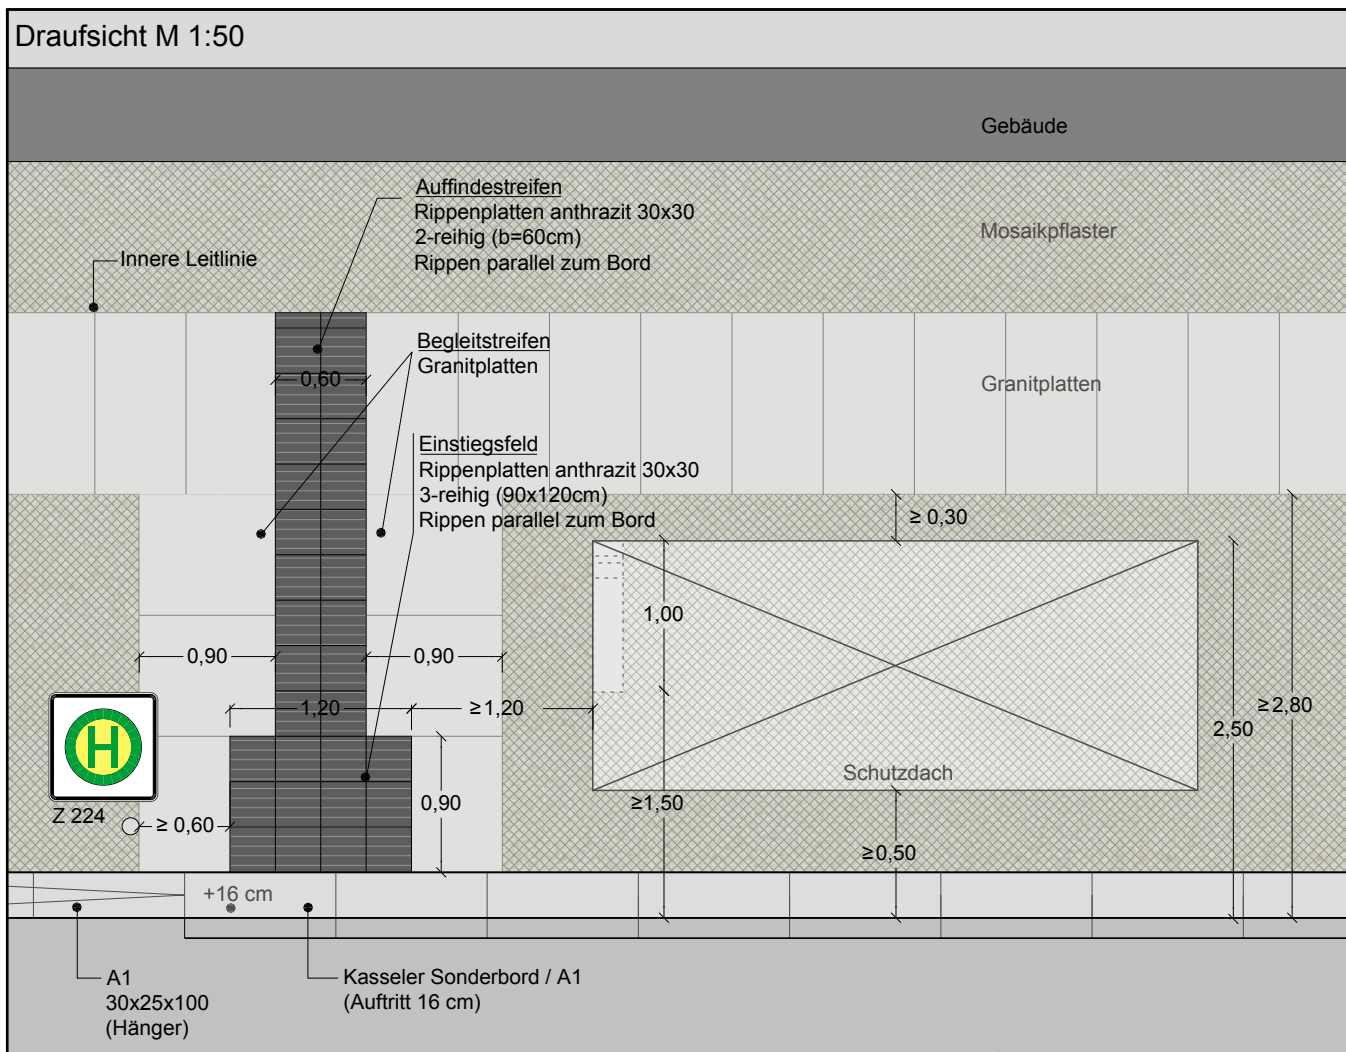 Draufsicht M 1:50
Gebäude
Auffindestreifen
Rippenplatten anthrazit 30x30
2-reihig (b=60cm)
Rippen parallel zum Bord
Mosaikpflaster
Innere Leitlinie
Begleitstreifen
Granitplatten
0,60
Granitplatten
Einstiegsfeld
Rippenplatten anthrazit 30x30
3-reihig (90x120cm)
Rippen parallel zum Bord
≥ 0,30
1,00
0,90
0,90
1,20
≥1,20
≥2,80
2,50
H
Schutzdach
Z 224
≥ 0,60
0,90
≥1,50
≥0,50
+16 cm
A1
30x25x100
(Hänger)
Kasseler Sonderbord / A1
(Auftritt 16 cm)